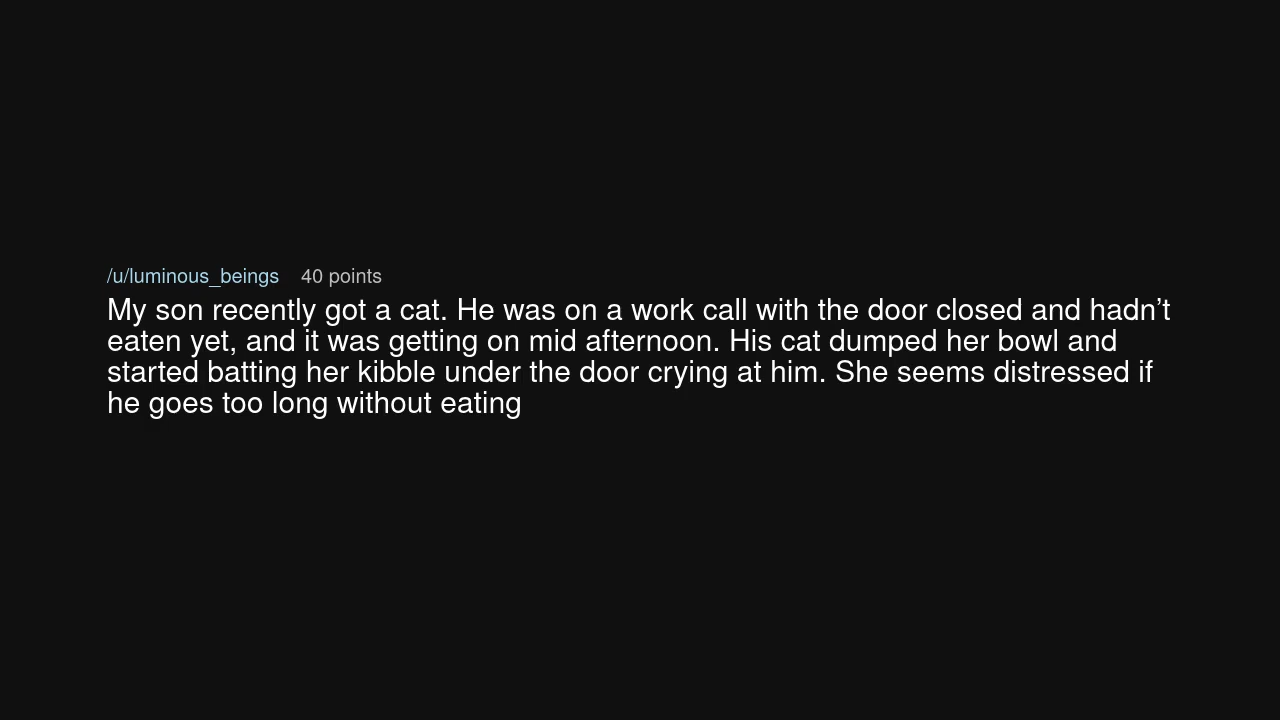 /u/luminous_beings 40 points
My son recently got a cat. He was on a work call with the door closed and hadn’t
eaten yet, and it was getting on mid afternoon. His cat dumped her bowl and
started batting her kibble under the door crying at him. She seems distressed if
he goes too long without eating